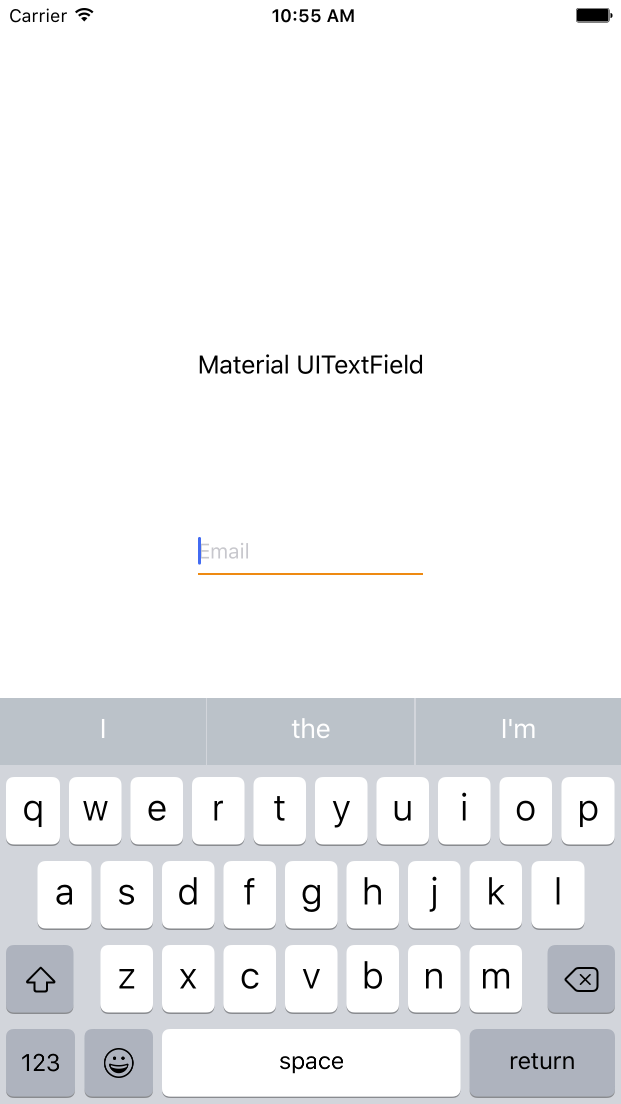 Carrier 10:55 AM
Material UITextField
Email
I the I'm
q w e r t y u i o p
a s d f g h j k l
z x c v b n m
123 space return